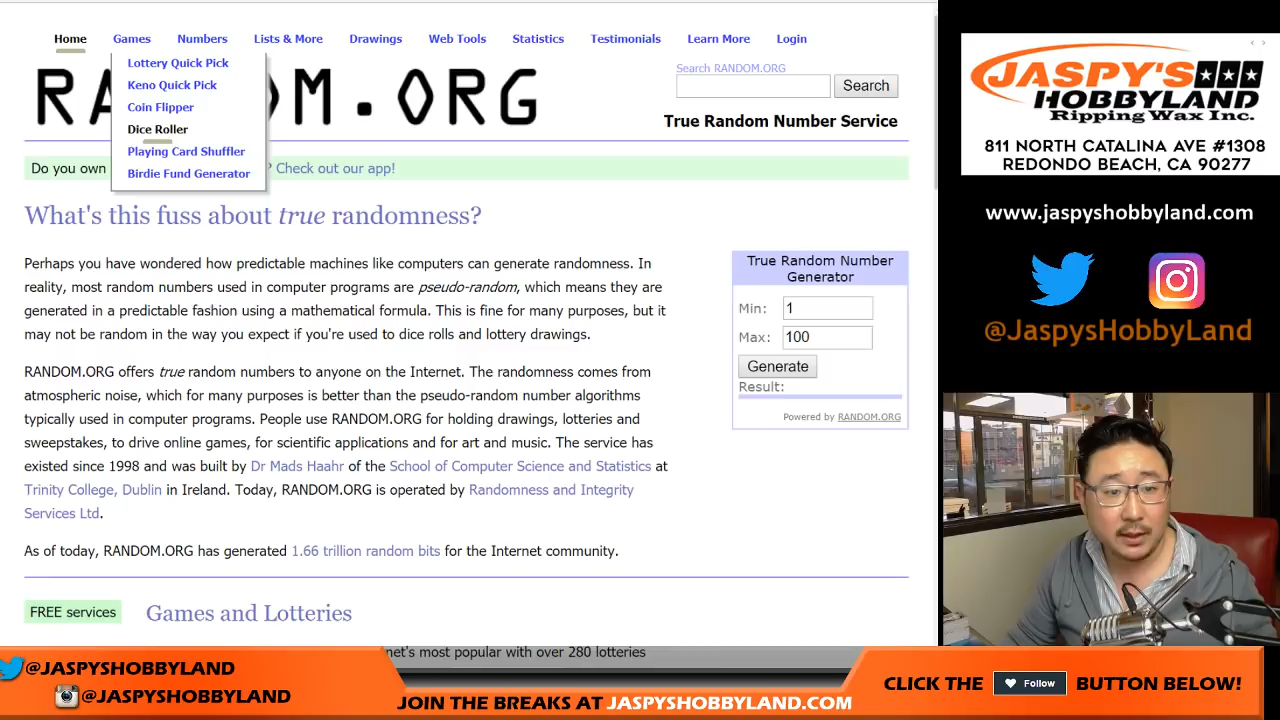 Home Games Numbers Lists & More Drawings Web Tools Statistics Testimonials Learn More Login
Lottery Quick Pick
Keno Quick Pick
Coin Flipper
Dice Roller
Playing Card Shuffler
Birdie Fund Generator
RA M.ORG
Search RANDOM.ORG
Search
True Random Number Service
Do you own ? Check out our app!
What's this fuss about true randomness?
Perhaps you have wondered how predictable machines like computers can generate randomness. In
reality, most random numbers used in computer programs are pseudo-random, which means they are
generated in a predictable fashion using a mathematical formula. This is fine for many purposes, but it
may not be random in the way you expect if you're used to dice rolls and lottery drawings.
RANDOM.ORG offers true random numbers to anyone on the Internet. The randomness comes from
atmospheric noise, which for many purposes is better than the pseudo-random number algorithms
typically used in computer programs. People use RANDOM.ORG for holding drawings, lotteries and
sweepstakes, to drive online games, for scientific applications and for art and music. The service has
existed since 1998 and was built by Dr Mads Haahr of the School of Computer Science and Statistics at
Trinity College, Dublin in Ireland. Today, RANDOM.ORG is operated by Randomness and Integrity
Services Ltd.
As of today, RANDOM.ORG has generated 1.66 trillion random bits for the Internet community.
True Random Number
Generator
Min: 1
Max: 100
Generate
Result:
Powered by RANDOM.ORG
FREE services Games and Lotteries
net's most popular with over 280 lotteries
JASPY'S
HOBBYLAND
Ripping Wax Inc.
811 NORTH CATALINA AVE #1308
REDONDO BEACH, CA 90277
www.jaspyshobbyland.com
@JaspysHobbyLand
@JASPYSHOBBYLAND
@JASPYSHOBBYLAND
JOIN THE BREAKS AT JASPYSHOBBYLAND.COM
CLICK THE Follow BUTTON BELOW!